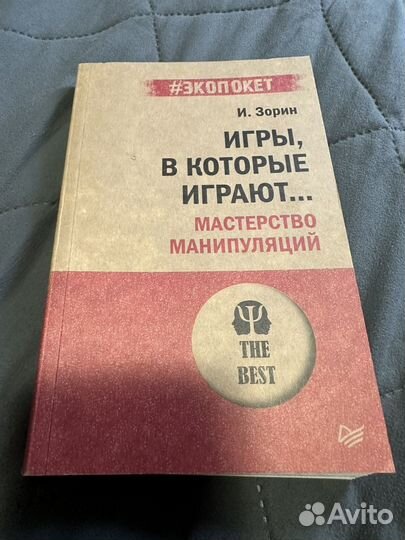 #ЭКОПОКЕТ
И. Зорин
ИГРЫ,
В КОТОРЫЕ
ИГРАЮТ...
МАСТЕРСТВО
МАНИПУЛЯЦИЙ
Ψ
THE
BEST
Avito